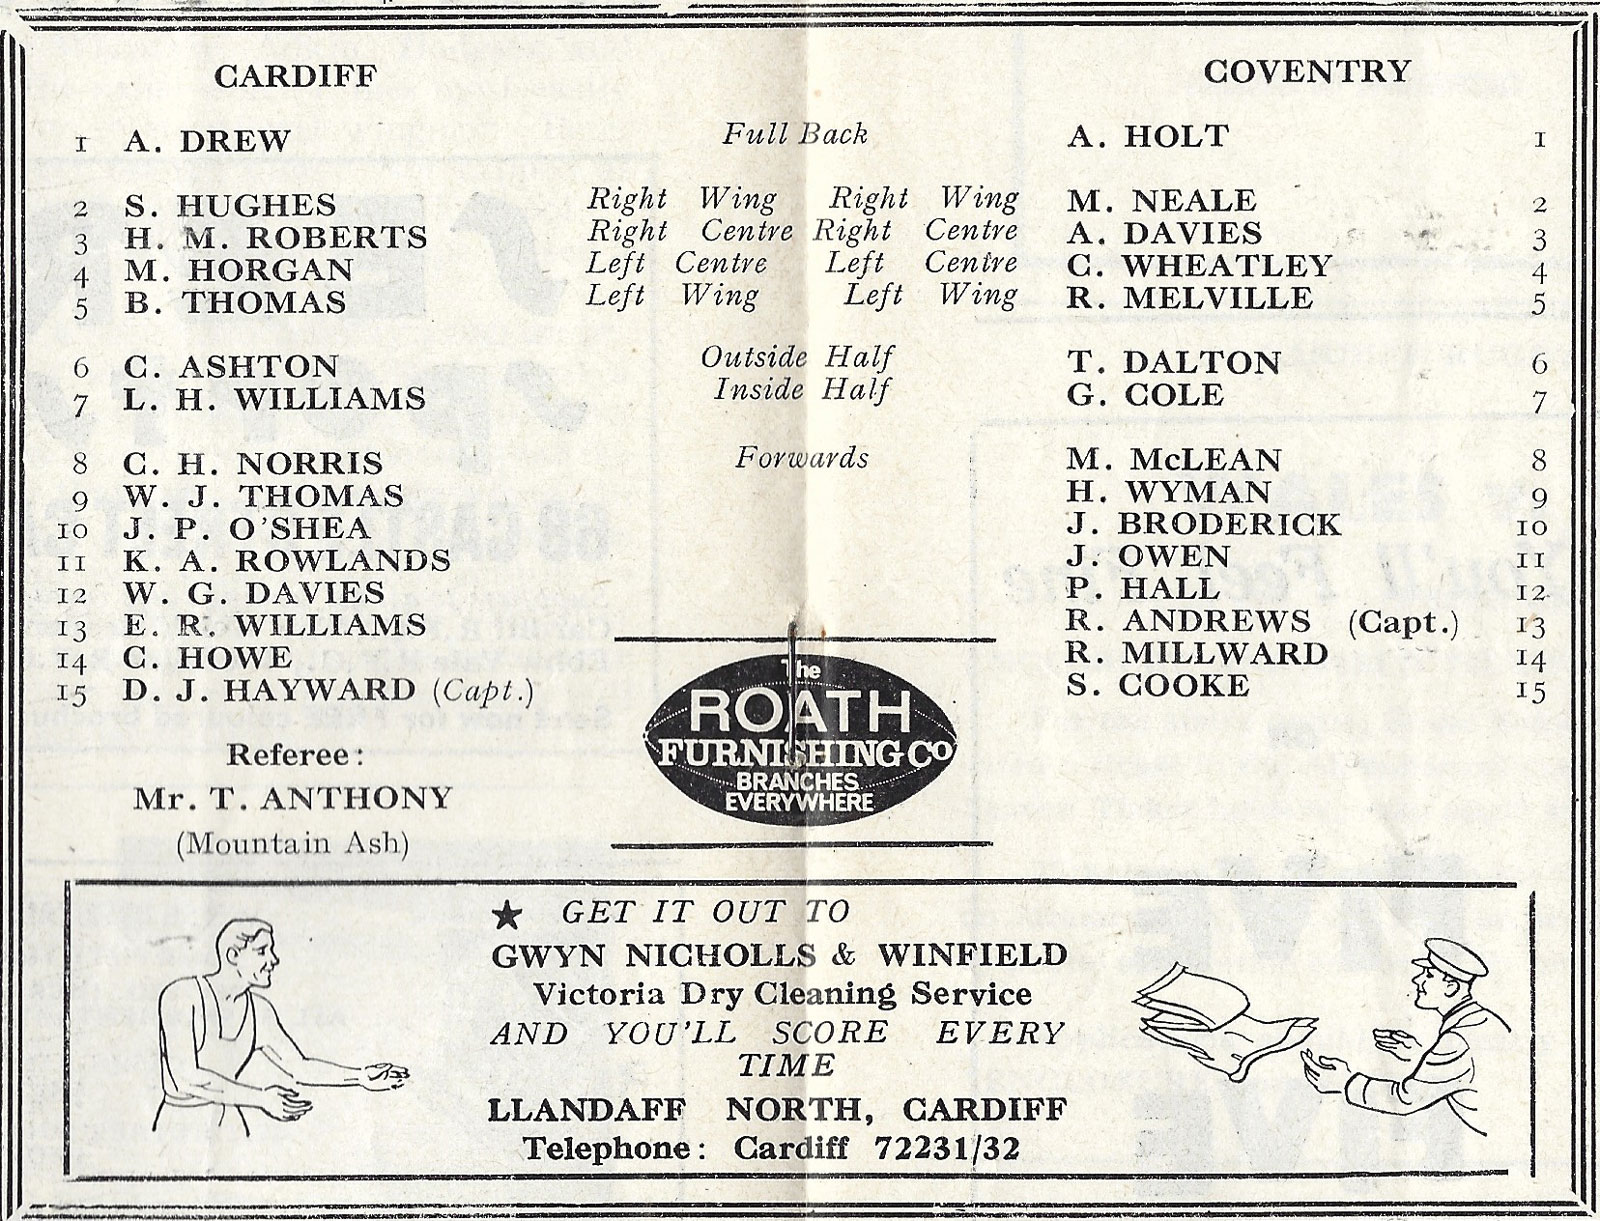 CARDIFF COVENTRY
1 A. DREW Full Back A. HOLT 1
2 S. HUGHES Right Wing Right Wing M. NEALE 2
3 H. M. ROBERTS Right Centre Right Centre A. DAVIES 3
4 M. HORGAN Left Centre Left Centre C. WHEATLEY 4
5 B. THOMAS Left Wing Left Wing R. MELVILLE 5
6 C. ASHTON Outside Half T. DALTON 6
7 L. H. WILLIAMS Inside Half G. COLE 7
8 C. H. NORRIS Forwards M. McLEAN 8
9 W. J. THOMAS H. WYMAN 9
10 J. P. O'SHEA J. BRODERICK 10
11 K. A. ROWLANDS J. OWEN 11
12 W. G. DAVIES P. HALL 12
13 E. R. WILLIAMS R. ANDREWS (Capt.) 13
14 C. HOWE R. MILLWARD 14
15 D. J. HAYWARD (Capt.) S. COOKE 15
Referee:
Mr. T. ANTHONY
(Mountain Ash)
The
ROATH
FURNISHING Co
BRANCHES
EVERYWHERE
★ GET IT OUT TO
GWYN NICHOLLS & WINFIELD
Victoria Dry Cleaning Service
AND YOU'LL SCORE EVERY
TIME
LLANDAFF NORTH, CARDIFF
Telephone: Cardiff 72231/32